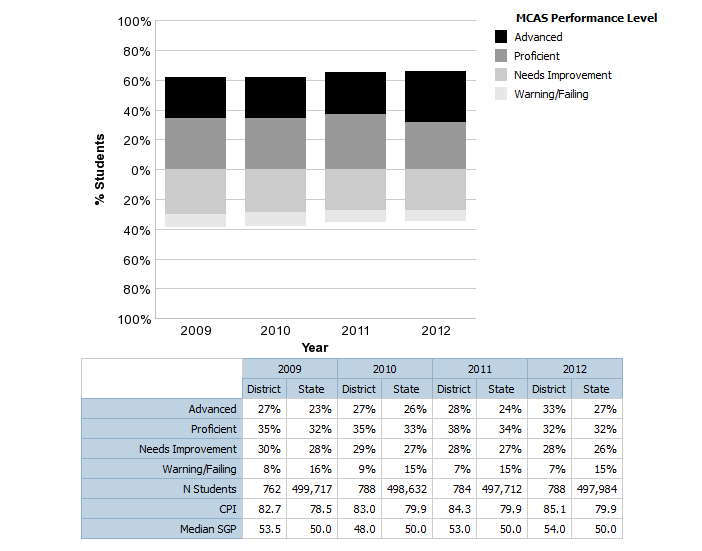 MCAS Performance Level
Advanced
Proficient
Needs Improvement
Warning/Failing
% Students
100%
80%
60%
40%
20%
0%
20%
40%
60%
80%
100%
2009 2010 2011 2012
Year
2009 2010 2011 2012
District State District State District State District State
Advanced 27% 23% 27% 26% 28% 24% 33% 27%
Proficient 35% 32% 35% 33% 38% 34% 32% 32%
Needs Improvement 30% 28% 29% 27% 28% 27% 28% 26%
Warning/Failing 8% 16% 9% 15% 7% 15% 7% 15%
N Students 762 499,717 788 498,632 784 497,712 788 497,984
CPI 82.7 78.5 83.0 79.9 84.3 79.9 85.1 79.9
Median SGP 53.5 50.0 48.0 50.0 53.0 50.0 54.0 50.0